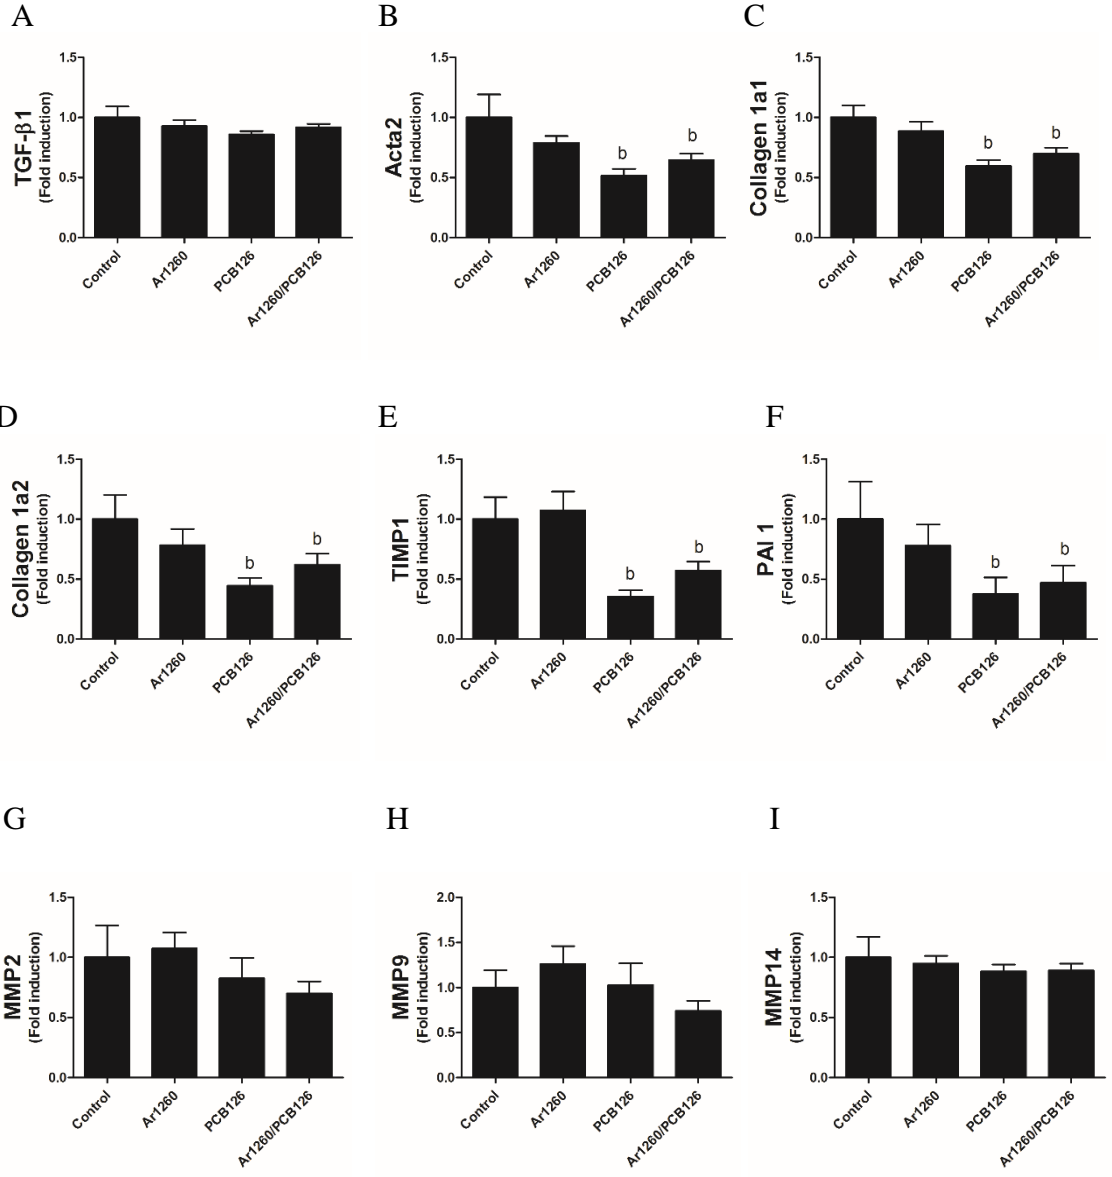 A
TGF-β1
(Fold induction)
1.5
1.0
0.5
0.0
Control
Ar1260
PCB126
Ar1260/PCB126
B
Acta2
(Fold induction)
1.5
1.0
0.5
0.0
b
b
Control
Ar1260
PCB126
Ar1260/PCB126
C
Collagen 1a1
(Fold induction)
1.5
1.0
0.5
0.0
b
b
Control
Ar1260
PCB126
Ar1260/PCB126
D
Collagen 1a2
(Fold induction)
1.5
1.0
0.5
0.0
b
b
Control
Ar1260
PCB126
Ar1260/PCB126
E
TIMP1
(Fold induction)
1.5
1.0
0.5
0.0
b
b
Control
Ar1260
PCB126
Ar1260/PCB126
F
PAI 1
(Fold induction)
1.5
1.0
0.5
0.0
b
b
Control
Ar1260
PCB126
Ar1260/PCB126
G
MMP2
(Fold induction)
1.5
1.0
0.5
0.0
Control
Ar1260
PCB126
Ar1260/PCB126
H
MMP9
(Fold induction)
2.0
1.5
1.0
0.5
0.0
Control
Ar1260
PCB126
Ar1260/PCB126
I
MMP14
(Fold induction)
1.5
1.0
0.5
0.0
Control
Ar1260
PCB126
Ar1260/PCB126